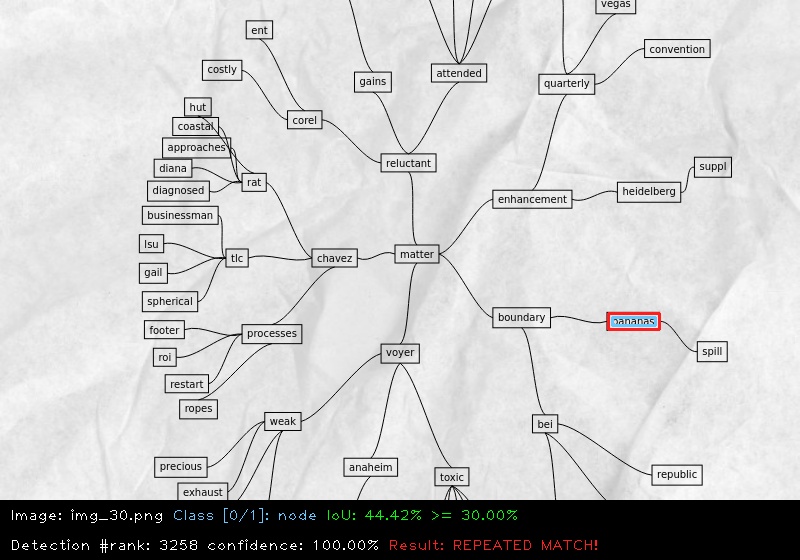 vegas
ent
convention
costly
attended
gains
quarterly
hut
corel
coastal
approaches
reluctant
diana
suppl
rat
diagnosed
heidelberg
enhancement
businessman
lsu
matter
tlc
chavez
gail
spherical
boundary
bananas
footer
processes
voyer
spill
roi
restart
ropes
weak
bei
precious
anaheim
republic
toxic
exhaust
Image: img_30.png Class [0/1]: node IoU: 44.42% >= 30.00%
Detection #rank: 3258 confidence: 100.00% Result: REPEATED MATCH!